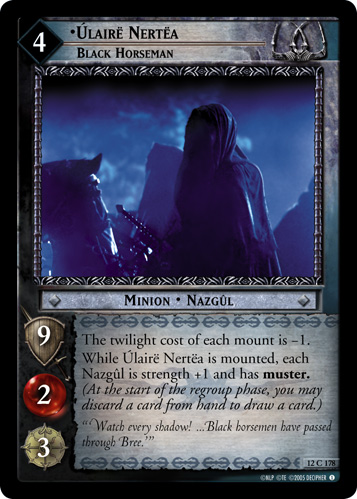 4
•Úlairë Nertëa
Black Horseman
Minion • Nazgûl
9
2
3
The twilight cost of each mount is –1.
While Úlairë Nertëa is mounted, each
Nazgûl is strength +1 and has muster.
(At the start of the regroup phase, you may
discard a card from hand to draw a card.)
“‘Watch every shadow! ...Black horsemen have passed
through Bree.’”
12 C 178
©NLP ™©TE ©2005 DECIPHER